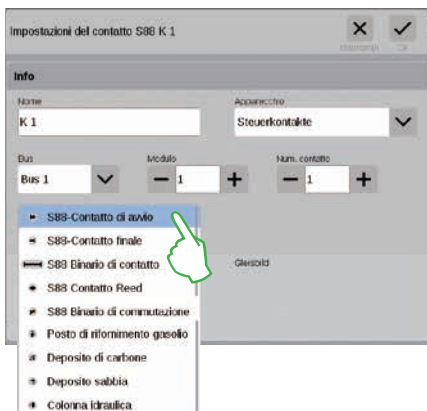 Impostazioni del contatto S88 K 1
Info
Nome
Apparecchio
K 1
Steuerkontakte
Bus
Modulo
Num. contatto
Bus 1
1
1
S88-Contatto di avvio
S88-Contatto finale
S88 Binario di contatto
Gleisbild
S88 Contatto Reed
S88 Binario di commutazione
Posto di rifornimento gasolio
Deposito di carbone
Deposito sabbia
Colonna idraulica